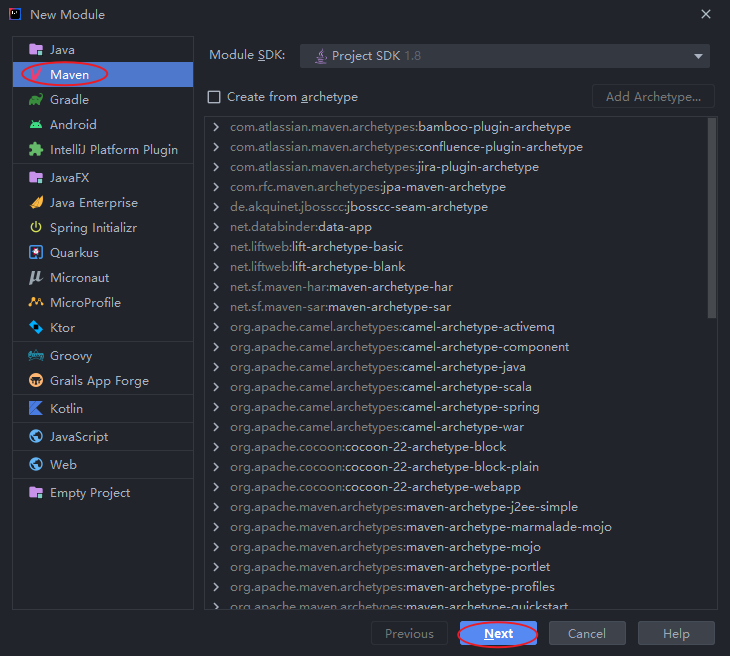 New Module
Java
Maven
Gradle
Android
IntelliJ Platform Plugin
JavaFX
Java Enterprise
Spring Initializr
Quarkus
Micronaut
MicroProfile
Ktor
Groovy
Grails App Forge
Kotlin
JavaScript
Web
Empty Project
Module SDK: Project SDK 1.8
Create from archetype Add Archetype...
com.atlassian.maven.archetypes:bamboo-plugin-archetype
com.atlassian.maven.archetypes:confluence-plugin-archetype
com.atlassian.maven.archetypes:jira-plugin-archetype
com.rfc.maven.archetypes:jpa-maven-archetype
de.akquinet.jbosscc:jbosscc-seam-archetype
net.databinder:data-app
net.liftweb:lift-archetype-basic
net.liftweb:lift-archetype-blank
net.sf.maven-har:maven-archetype-har
net.sf.maven-sar:maven-archetype-sar
org.apache.camel.archetypes:camel-archetype-activemq
org.apache.camel.archetypes:camel-archetype-component
org.apache.camel.archetypes:camel-archetype-java
org.apache.camel.archetypes:camel-archetype-scala
org.apache.camel.archetypes:camel-archetype-spring
org.apache.camel.archetypes:camel-archetype-war
org.apache.cocoon:cocoon-22-archetype-block
org.apache.cocoon:cocoon-22-archetype-block-plain
org.apache.cocoon:cocoon-22-archetype-webapp
org.apache.maven.archetypes:maven-archetype-j2ee-simple
org.apache.maven.archetypes:maven-archetype-marmalade-mojo
org.apache.maven.archetypes:maven-archetype-mojo
org.apache.maven.archetypes:maven-archetype-portlet
org.apache.maven.archetypes:maven-archetype-profiles
org.apache.maven.archetypes:maven-archetype-quickstart
Previous Next Cancel Help